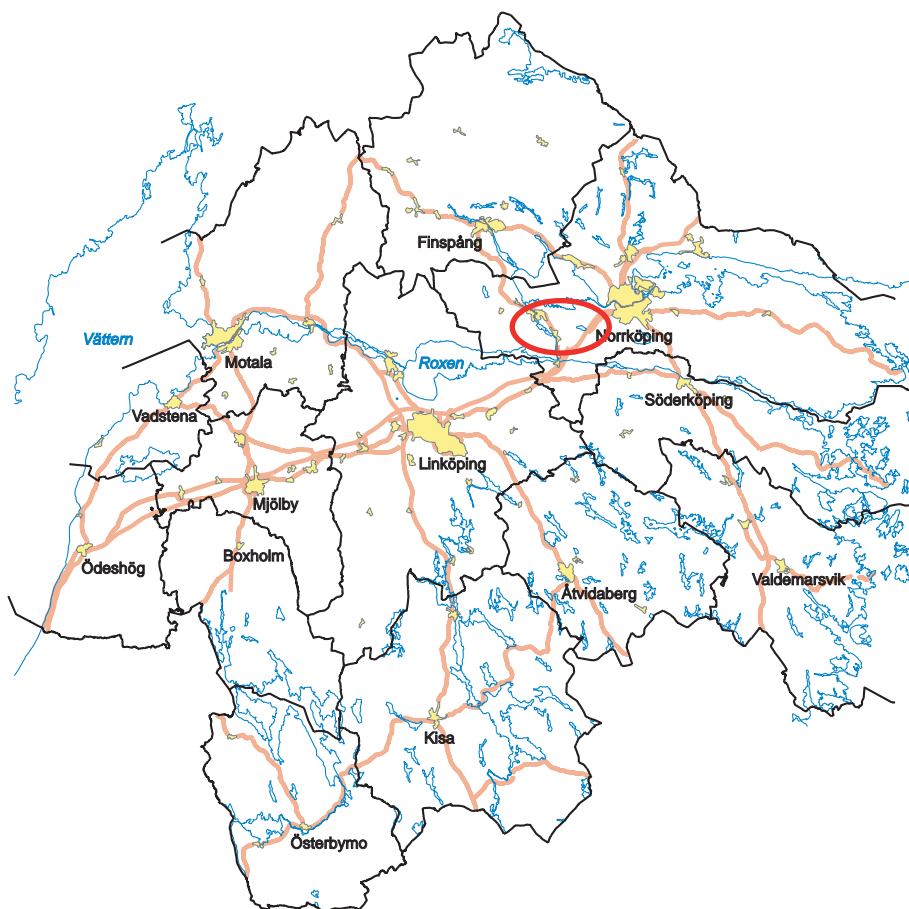 Finspång
Vättern
Norrköping
Motala
Roxen
Söderköping
Vadstena
Linköping
Mjölby
Boxholm
Ödeshög
Valdemarsvik
Åtvidaberg
Kisa
Österbymo